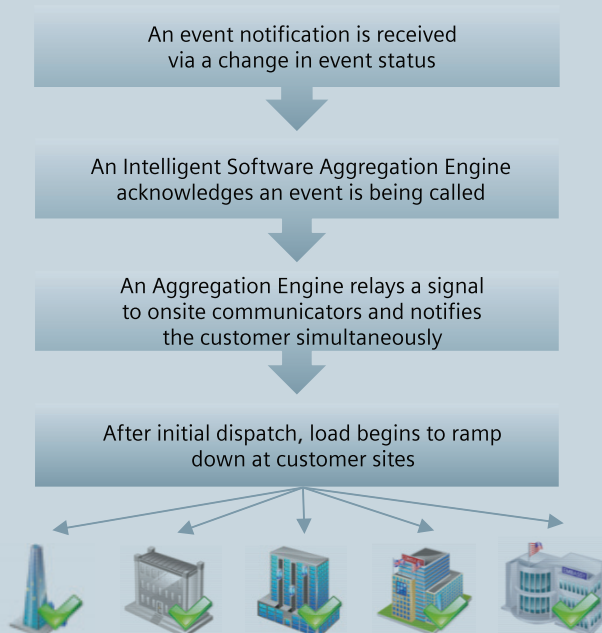 An event notification is received
via a change in event status
An Intelligent Software Aggregation Engine
acknowledges an event is being called
An Aggregation Engine relays a signal
to onsite communicators and notifies
the customer simultaneously
After initial dispatch, load begins to ramp
down at customer sites